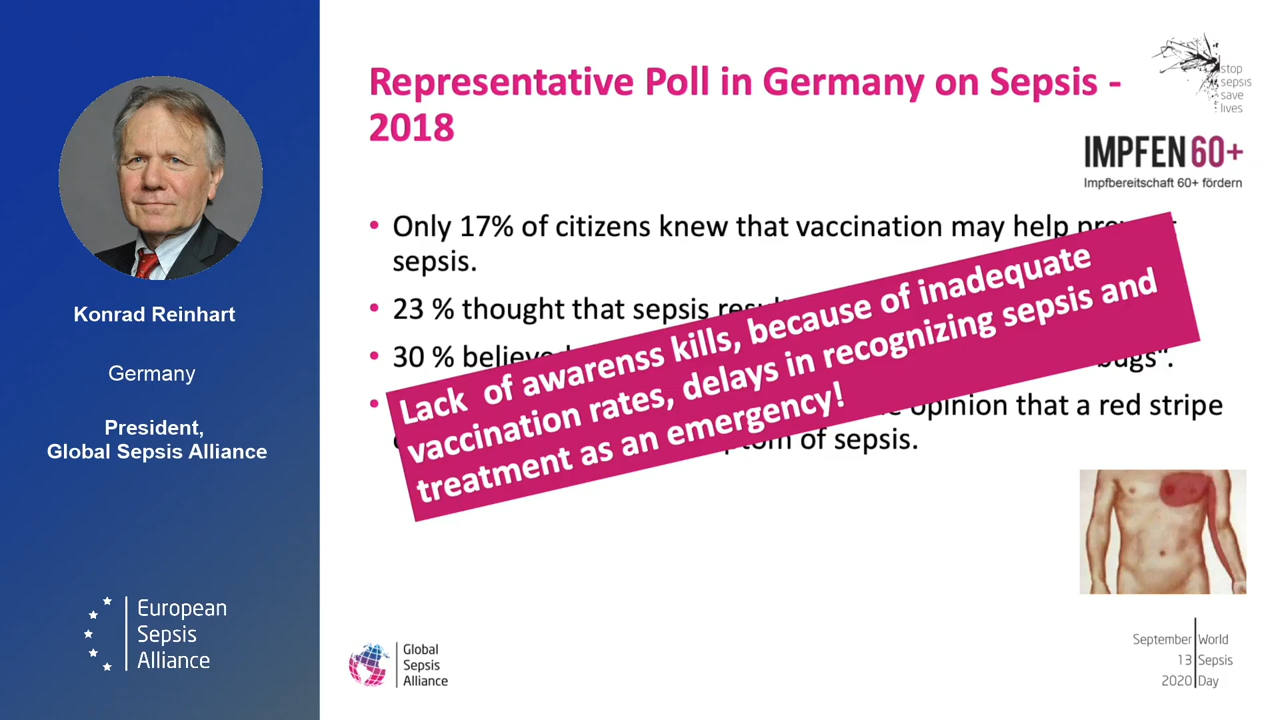 Konrad Reinhart
Germany
President,
Global Sepsis Alliance
European
Sepsis
Alliance
Representative Poll in Germany on Sepsis -
2018
stop
sepsis
save
lives
IMPFEN 60+
Impfbereitschaft 60+ fördern
• Only 17% of citizens knew that vaccination may help
sepsis.
• 23 % thought that sepsis
• 30 %
bugs".
• opinion that a red stripe
of sepsis.
Lack of awarenss kills, because of inadequate
vaccination rates, delays in recognizing sepsis and
treatment as an emergency!
Global
Sepsis
Alliance
September World
13 Sepsis
2020 Day